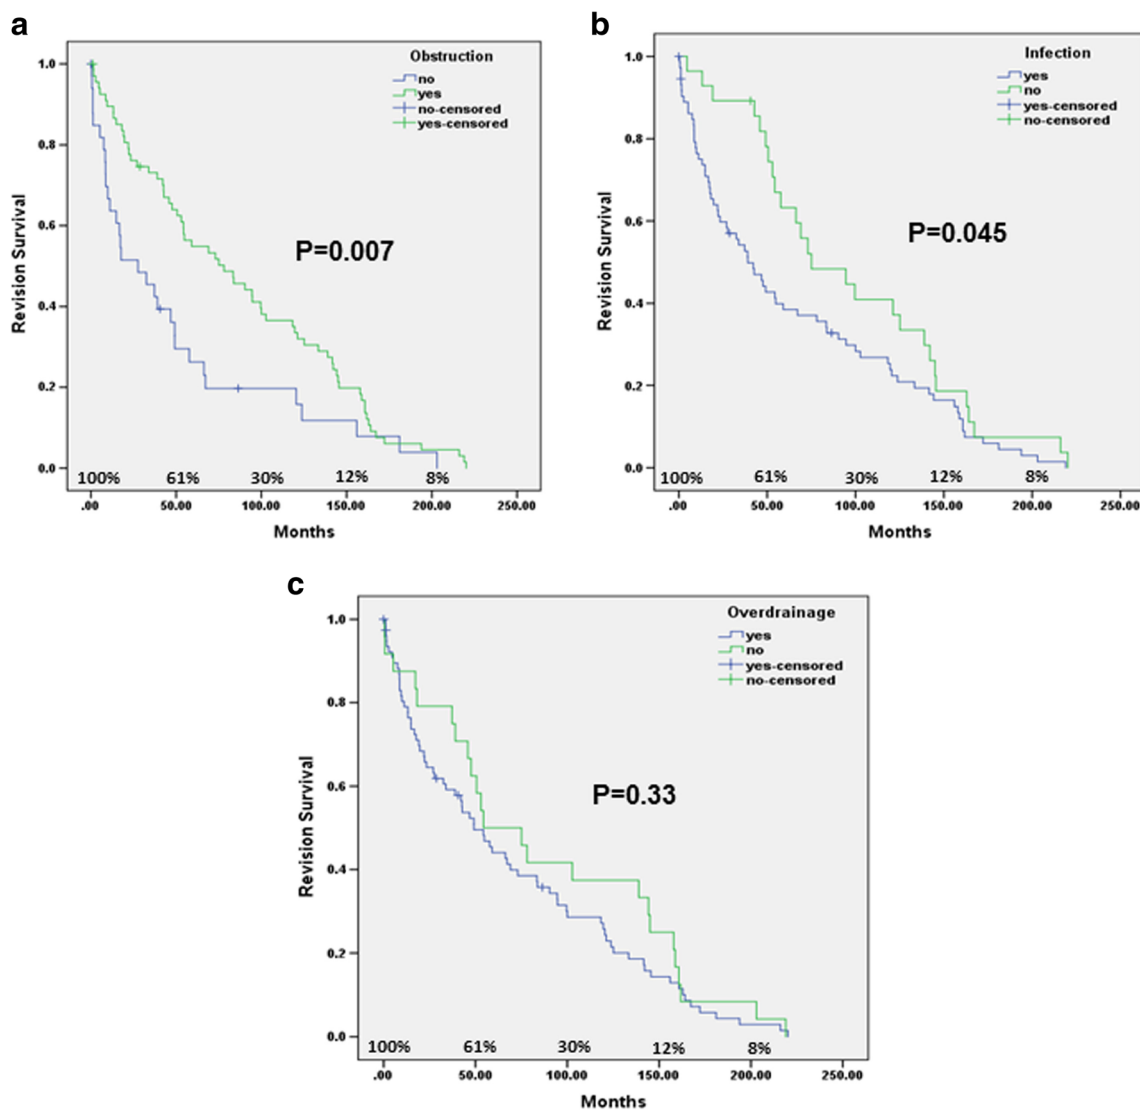 a
Obstruction
no
yes
no-censored
yes-censored
1.0
0.8
0.6
0.4
0.2
0.0
Revision Survival
P=0.007
100% 61% 30% 12% 8%
.00 50.00 100.00 150.00 200.00 250.00
Months
b
Infection
yes
no
yes-censored
no-censored
1.0
0.8
0.6
0.4
0.2
0.0
Revision Survival
P=0.045
100% 61% 30% 12% 8%
.00 50.00 100.00 150.00 200.00 250.00
Months
c
Overdrainage
yes
no
yes-censored
no-censored
1.0
0.8
0.6
0.4
0.2
0.0
Revision Survival
P=0.33
100% 61% 30% 12% 8%
.00 50.00 100.00 150.00 200.00 250.00
Months